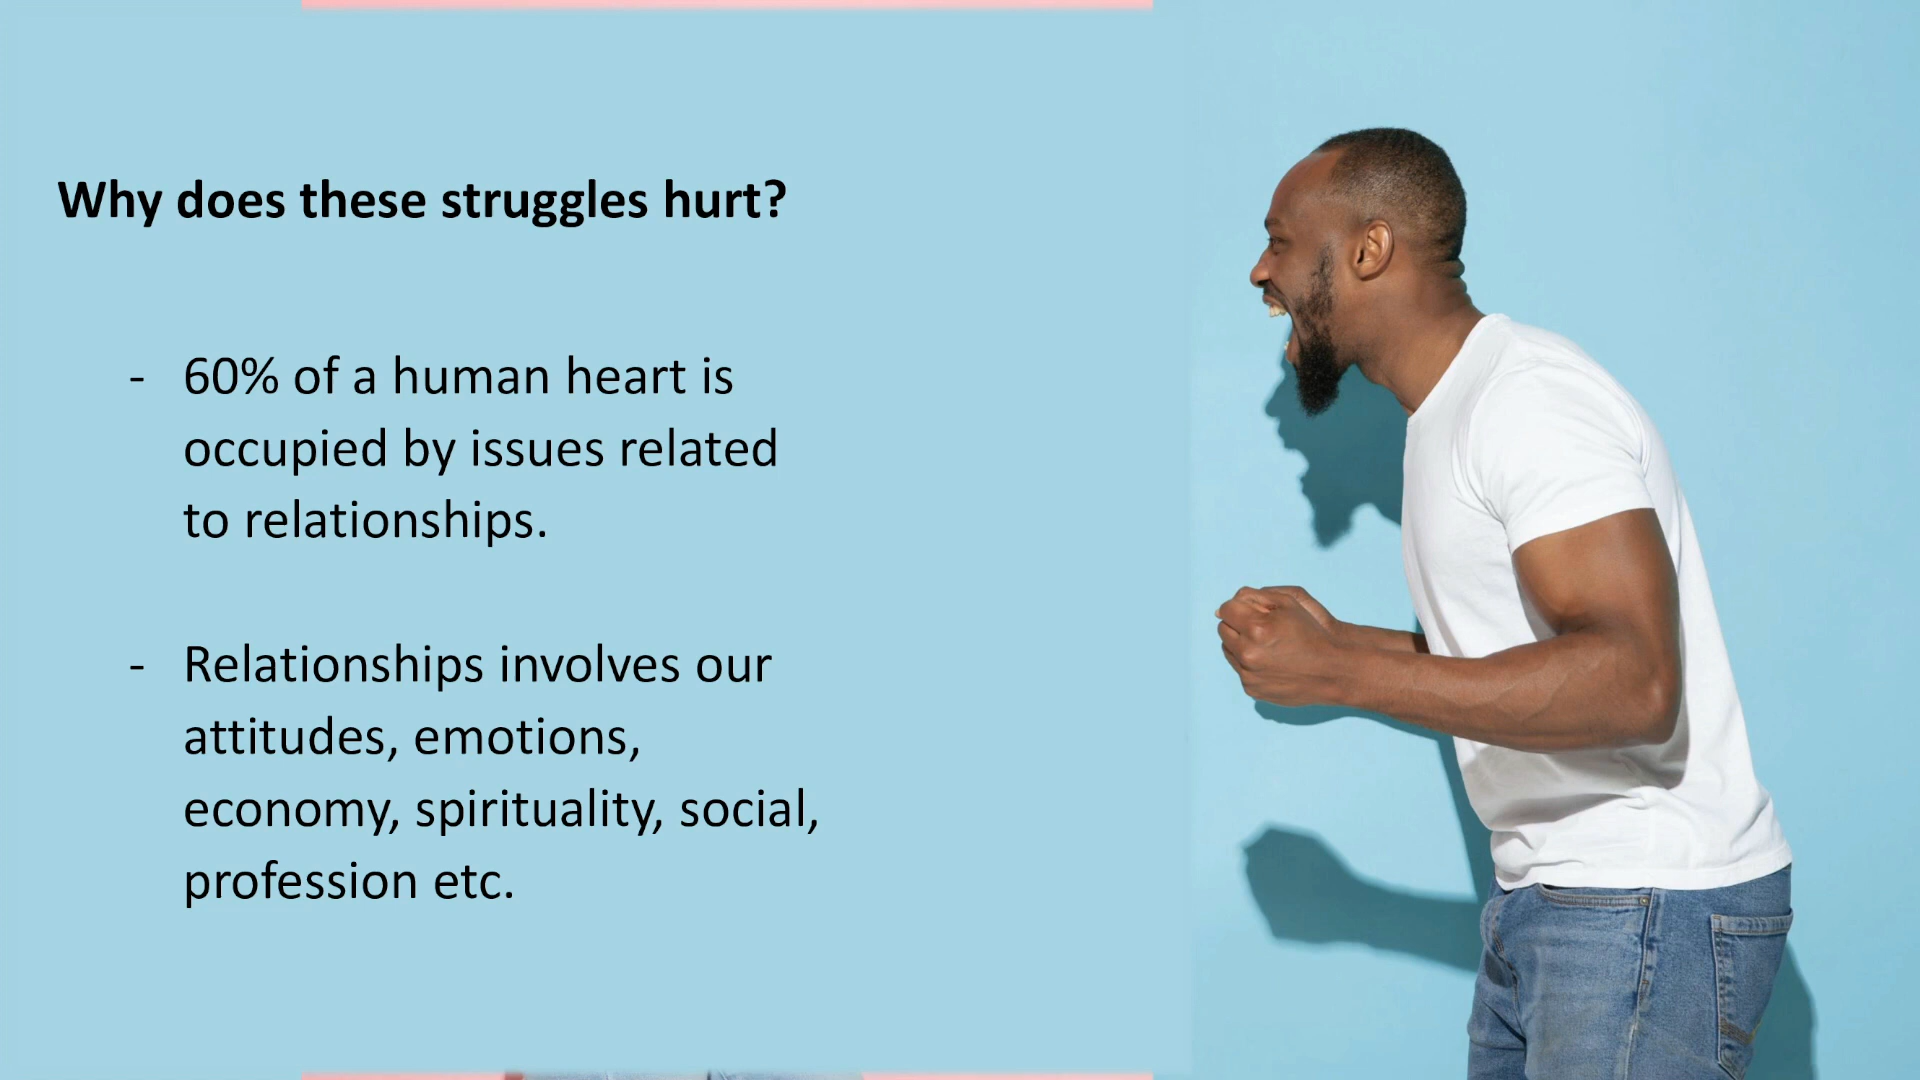 Why does these struggles hurt?
- 60% of a human heart is
occupied by issues related
to relationships.
- Relationships involves our
attitudes, emotions,
economy, spirituality, social,
profession etc.